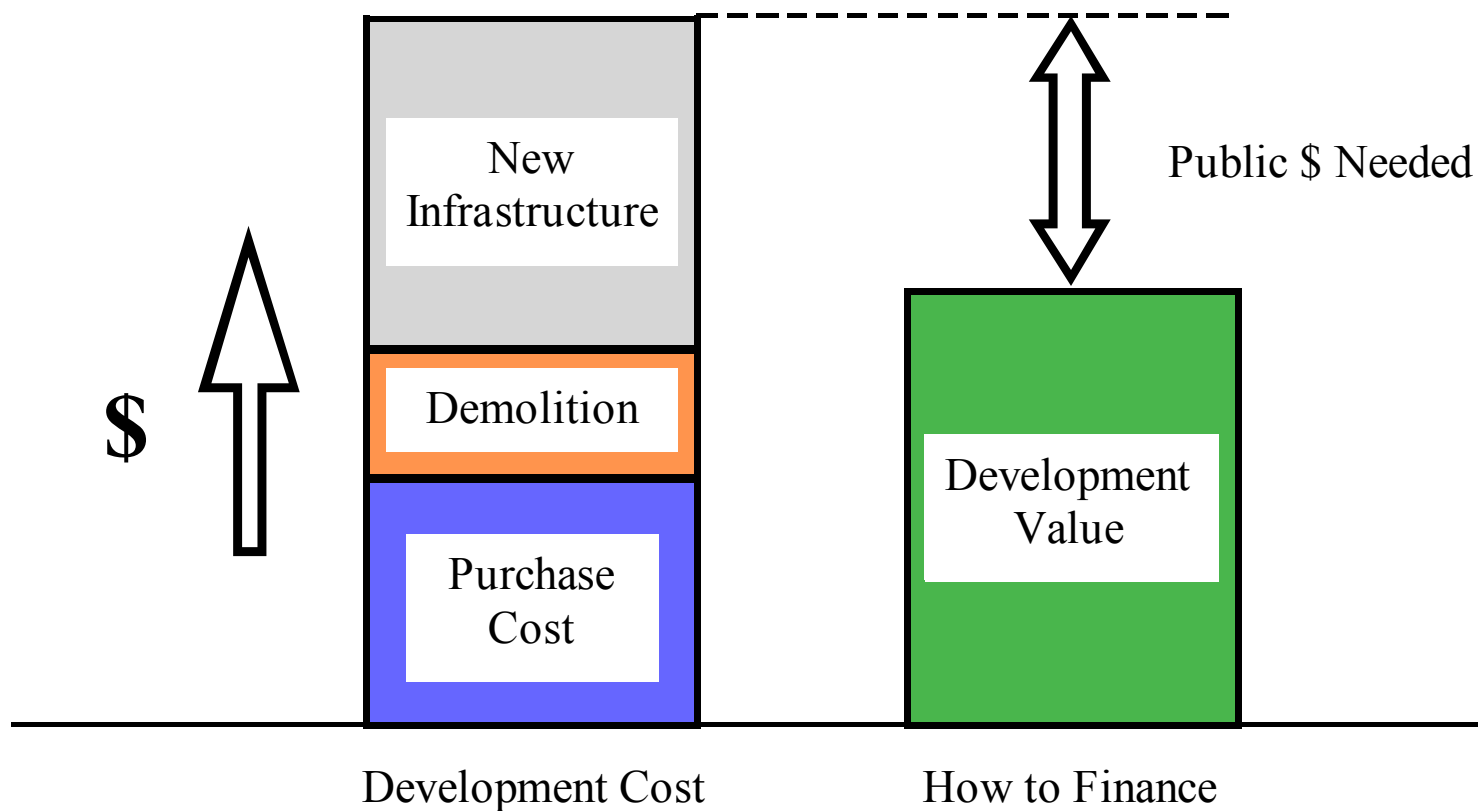 New
Infrastructure
Public $ Needed
$
Demolition
Development
Value
Purchase
Cost
Development Cost
How to Finance